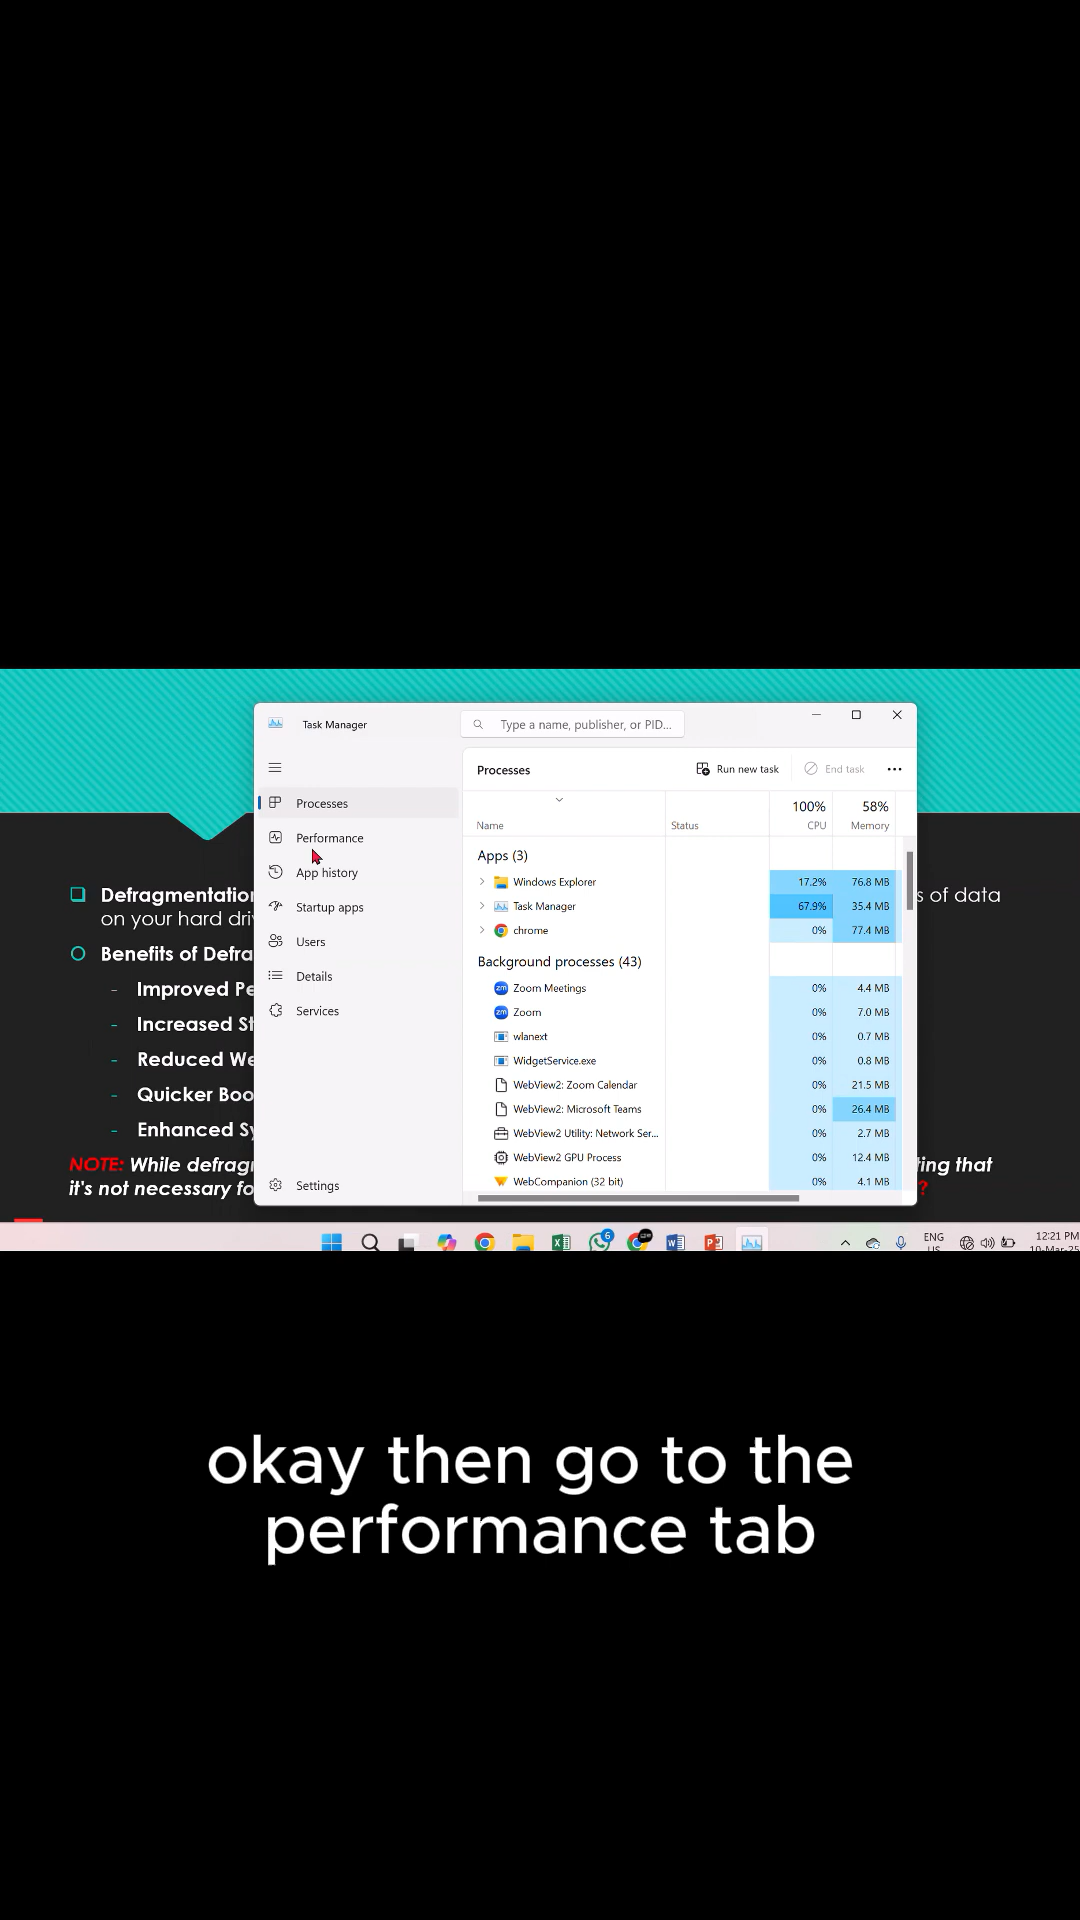 Task Manager
Type a name, publisher, or PID...
Processes
Performance
App history
Startup apps
Users
Details
Services
Settings
Processes
Run new task
End task
100% 58%
Name Status CPU Memory
Apps (3)
Windows Explorer 17.2% 76.8 MB
Task Manager 67.9% 35.4 MB
chrome 0% 77.4 MB
Background processes (43)
Zoom Meetings 0% 4.4 MB
Zoom 0% 7.0 MB
wlanext 0% 0.7 MB
WidgetService.exe 0% 0.8 MB
WebView2: Zoom Calendar 0% 21.5 MB
WebView2: Microsoft Teams 0% 26.4 MB
WebView2 Utility: Network Ser... 0% 2.7 MB
WebView2 GPU Process 0% 12.4 MB
WebCompanion (32 bit) 0% 4.1 MB
Defragmentation s of data
on your hard driv
Benefits of Defra
- Improved Pe
- Increased St
- Reduced We
- Quicker Boo
- Enhanced Sy
NOTE: While defragr ting that
it's not necessary fo ?
6
ENG
US
12:21 PM
10-Mar-25
okay then go to the
performance tab